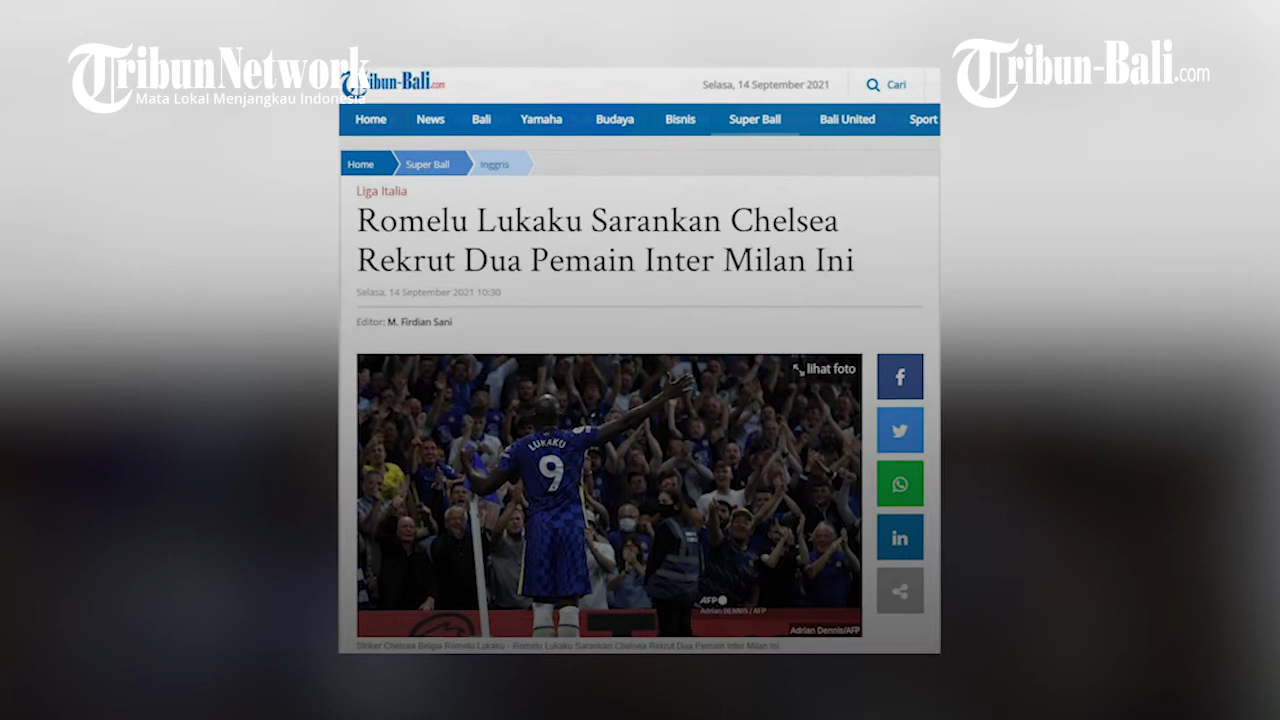 TribunNetwork
Mata Lokal Menjangkau Indonesia
Tribun-Bali.com
Tribun-Bali.com
Selasa, 14 September 2021
Cari
Home News Bali Yamaha Budaya Bisnis Super Ball Bali United Sport
Home Super Ball Inggris
Liga Italia
Romelu Lukaku Sarankan Chelsea
Rekrut Dua Pemain Inter Milan Ini
Selasa, 14 September 2021 10:30
Editor: M. Firdian Sani
lihat foto
LUKAKU
9
AFP
Adrian DENNIS / AFP
Adrian Dennis/AFP
Striker Chelsea Belgia Romelu Lukaku - Romelu Lukaku Sarankan Chelsea Rekrut Dua Pemain Inter Milan Ini